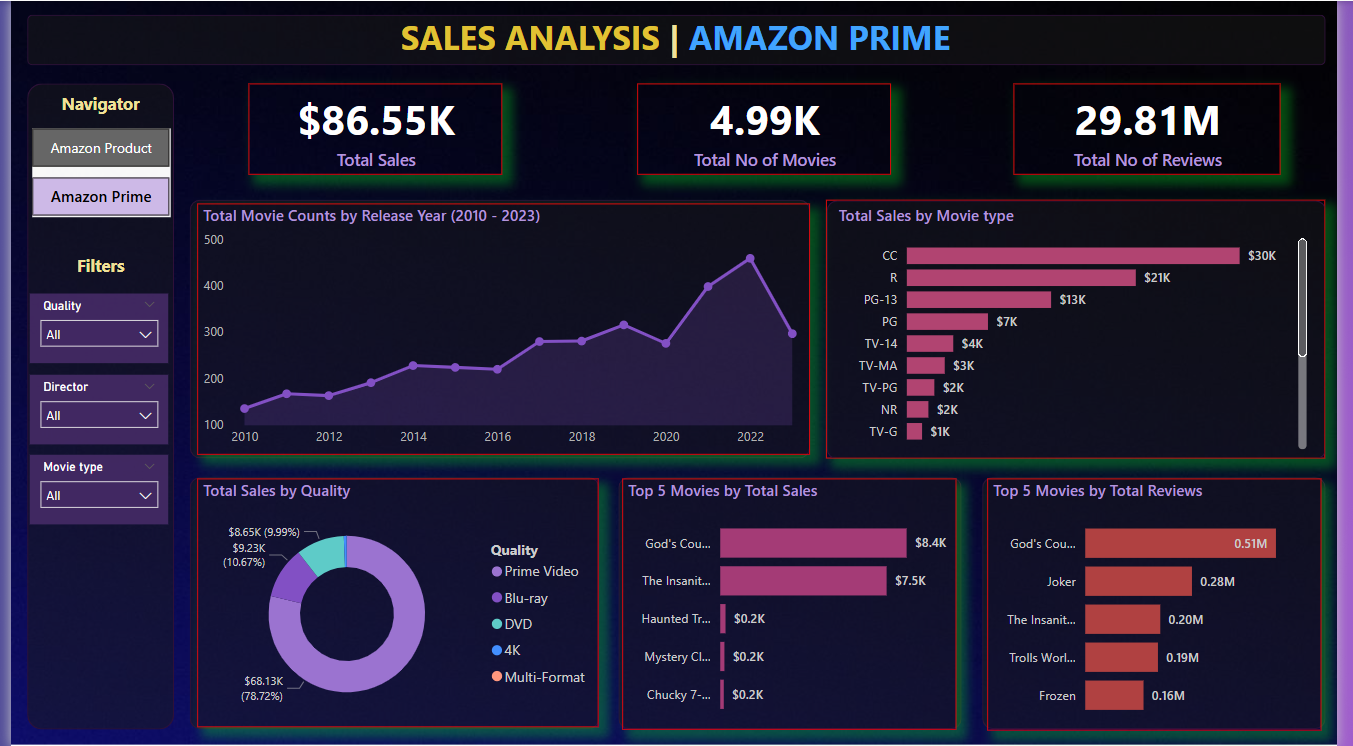 SALES ANALYSIS | AMAZON PRIME
Navigator
Amazon Product
Amazon Prime
Filters
Quality
All
Director
All
Movie type
All
$86.55K
Total Sales
4.99K
Total No of Movies
29.81M
Total No of Reviews
Total Movie Counts by Release Year (2010 - 2023)
500
400
300
200
100
2010 2012 2014 2016 2018 2020 2022
Total Sales by Movie type
CC $30K
R $21K
PG-13 $13K
PG $7K
TV-14 $4K
TV-MA $3K
TV-PG $2K
NR $2K
TV-G $1K
Total Sales by Quality
$8.65K (9.99%)
$9.23K
(10.67%)
$68.13K
(78.72%)
Quality
Prime Video
Blu-ray
DVD
4K
Multi-Format
Top 5 Movies by Total Sales
God's Cou... $8.4K
The Insanit... $7.5K
Haunted Tr... $0.2K
Mystery Cl... $0.2K
Chucky 7-... $0.2K
Top 5 Movies by Total Reviews
God's Cou... 0.51M
Joker 0.28M
The Insanit... 0.20M
Trolls Worl... 0.19M
Frozen 0.16M